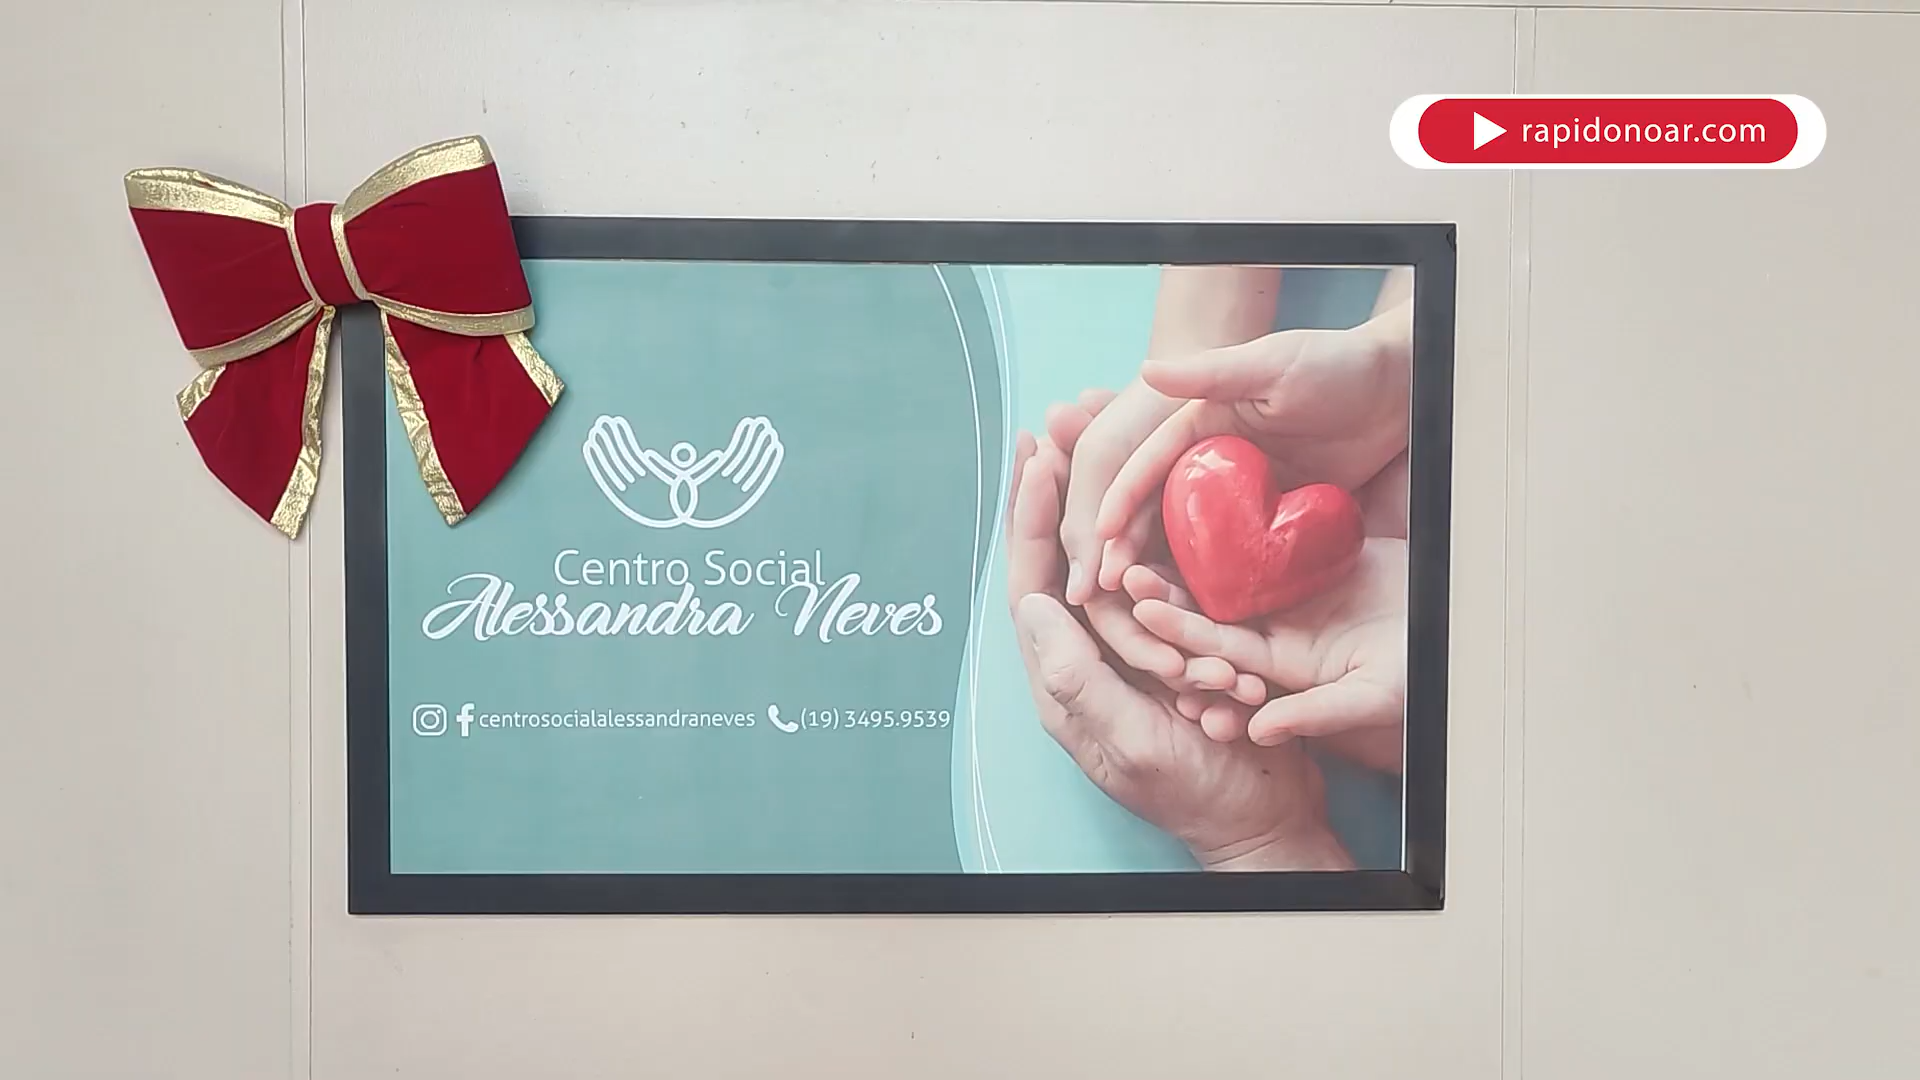 rapidonoar.com
Centro Social
Alessandra Neves
centrosocialalessandraneves (19) 3495.9539